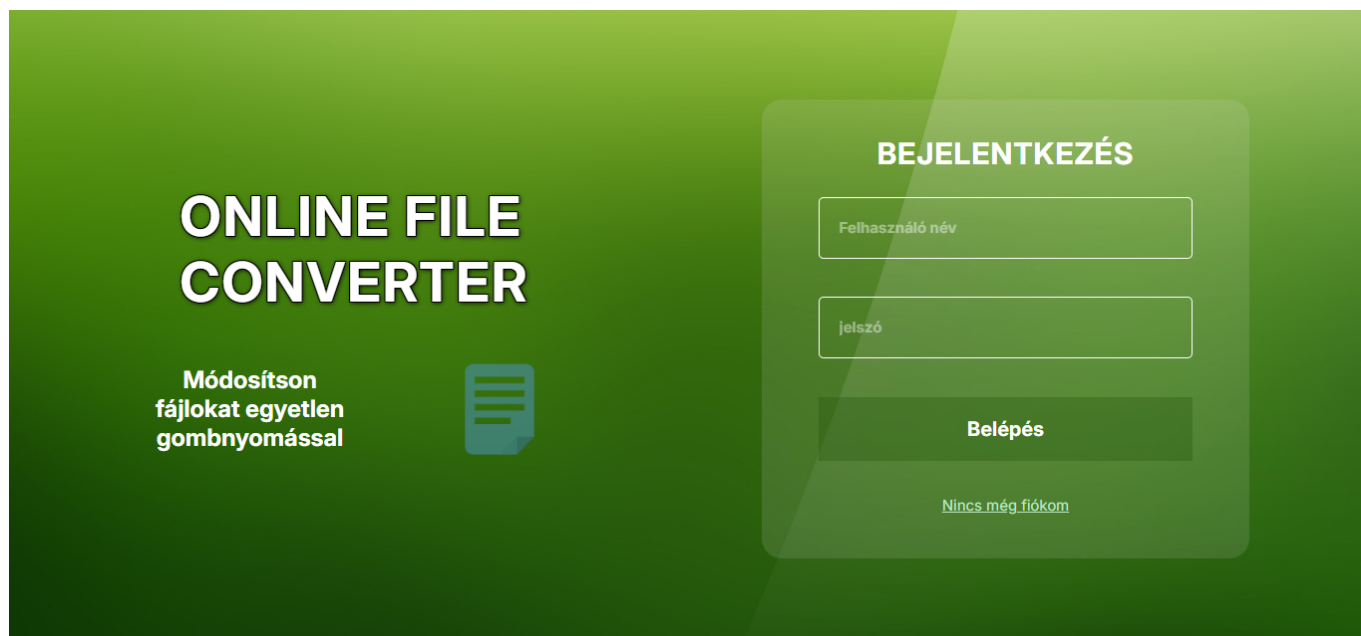 ONLINE FILE
CONVERTER
Módosítson
fájlokat egyetlen
gombnyomással
BEJELENTKEZÉS
Felhasználó név
jelszó
Belépés
Nincs még fiókom